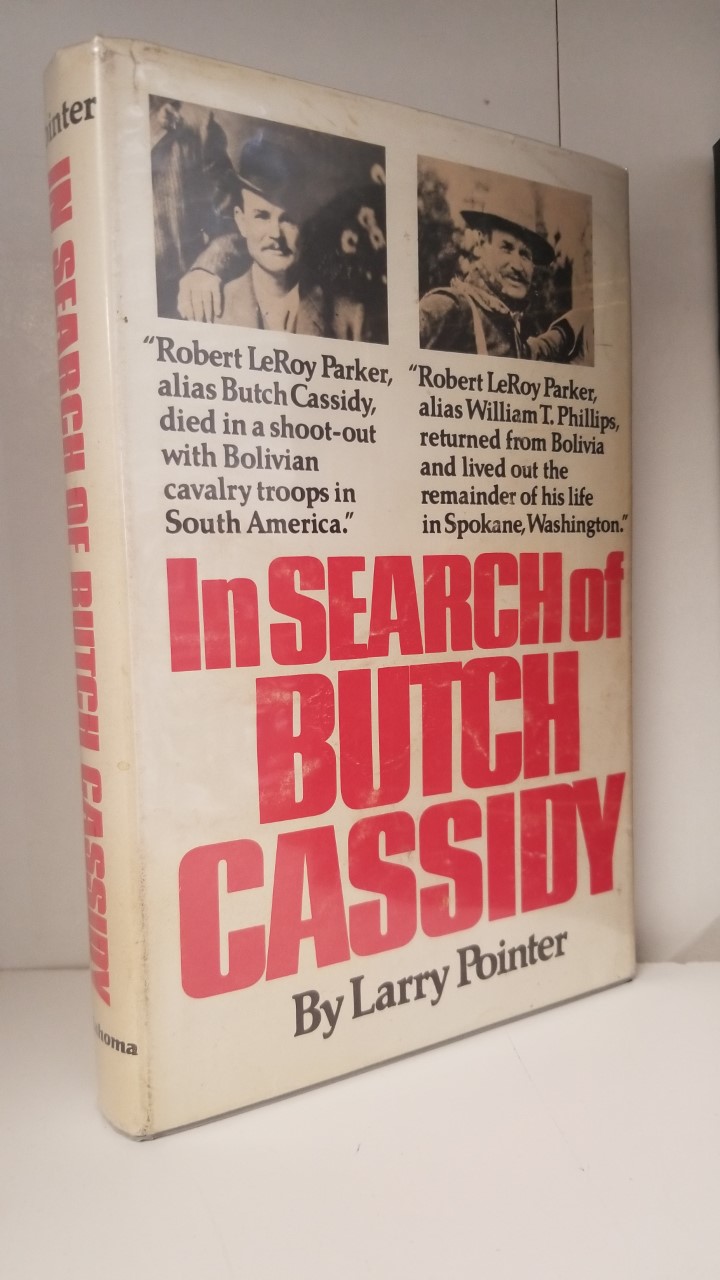 IN SEARCH OF BUTCH CASSIDY
"Robert LeRoy Parker,
alias Butch Cassidy,
died in a shoot-out
with Bolivian
cavalry troops in
South America."
"Robert LeRoy Parker,
alias William T. Phillips,
returned from Bolivia
and lived out the
remainder of his life
in Spokane, Washington."
In SEARCH of
BUTCH
CASSIDY
By Larry Pointer